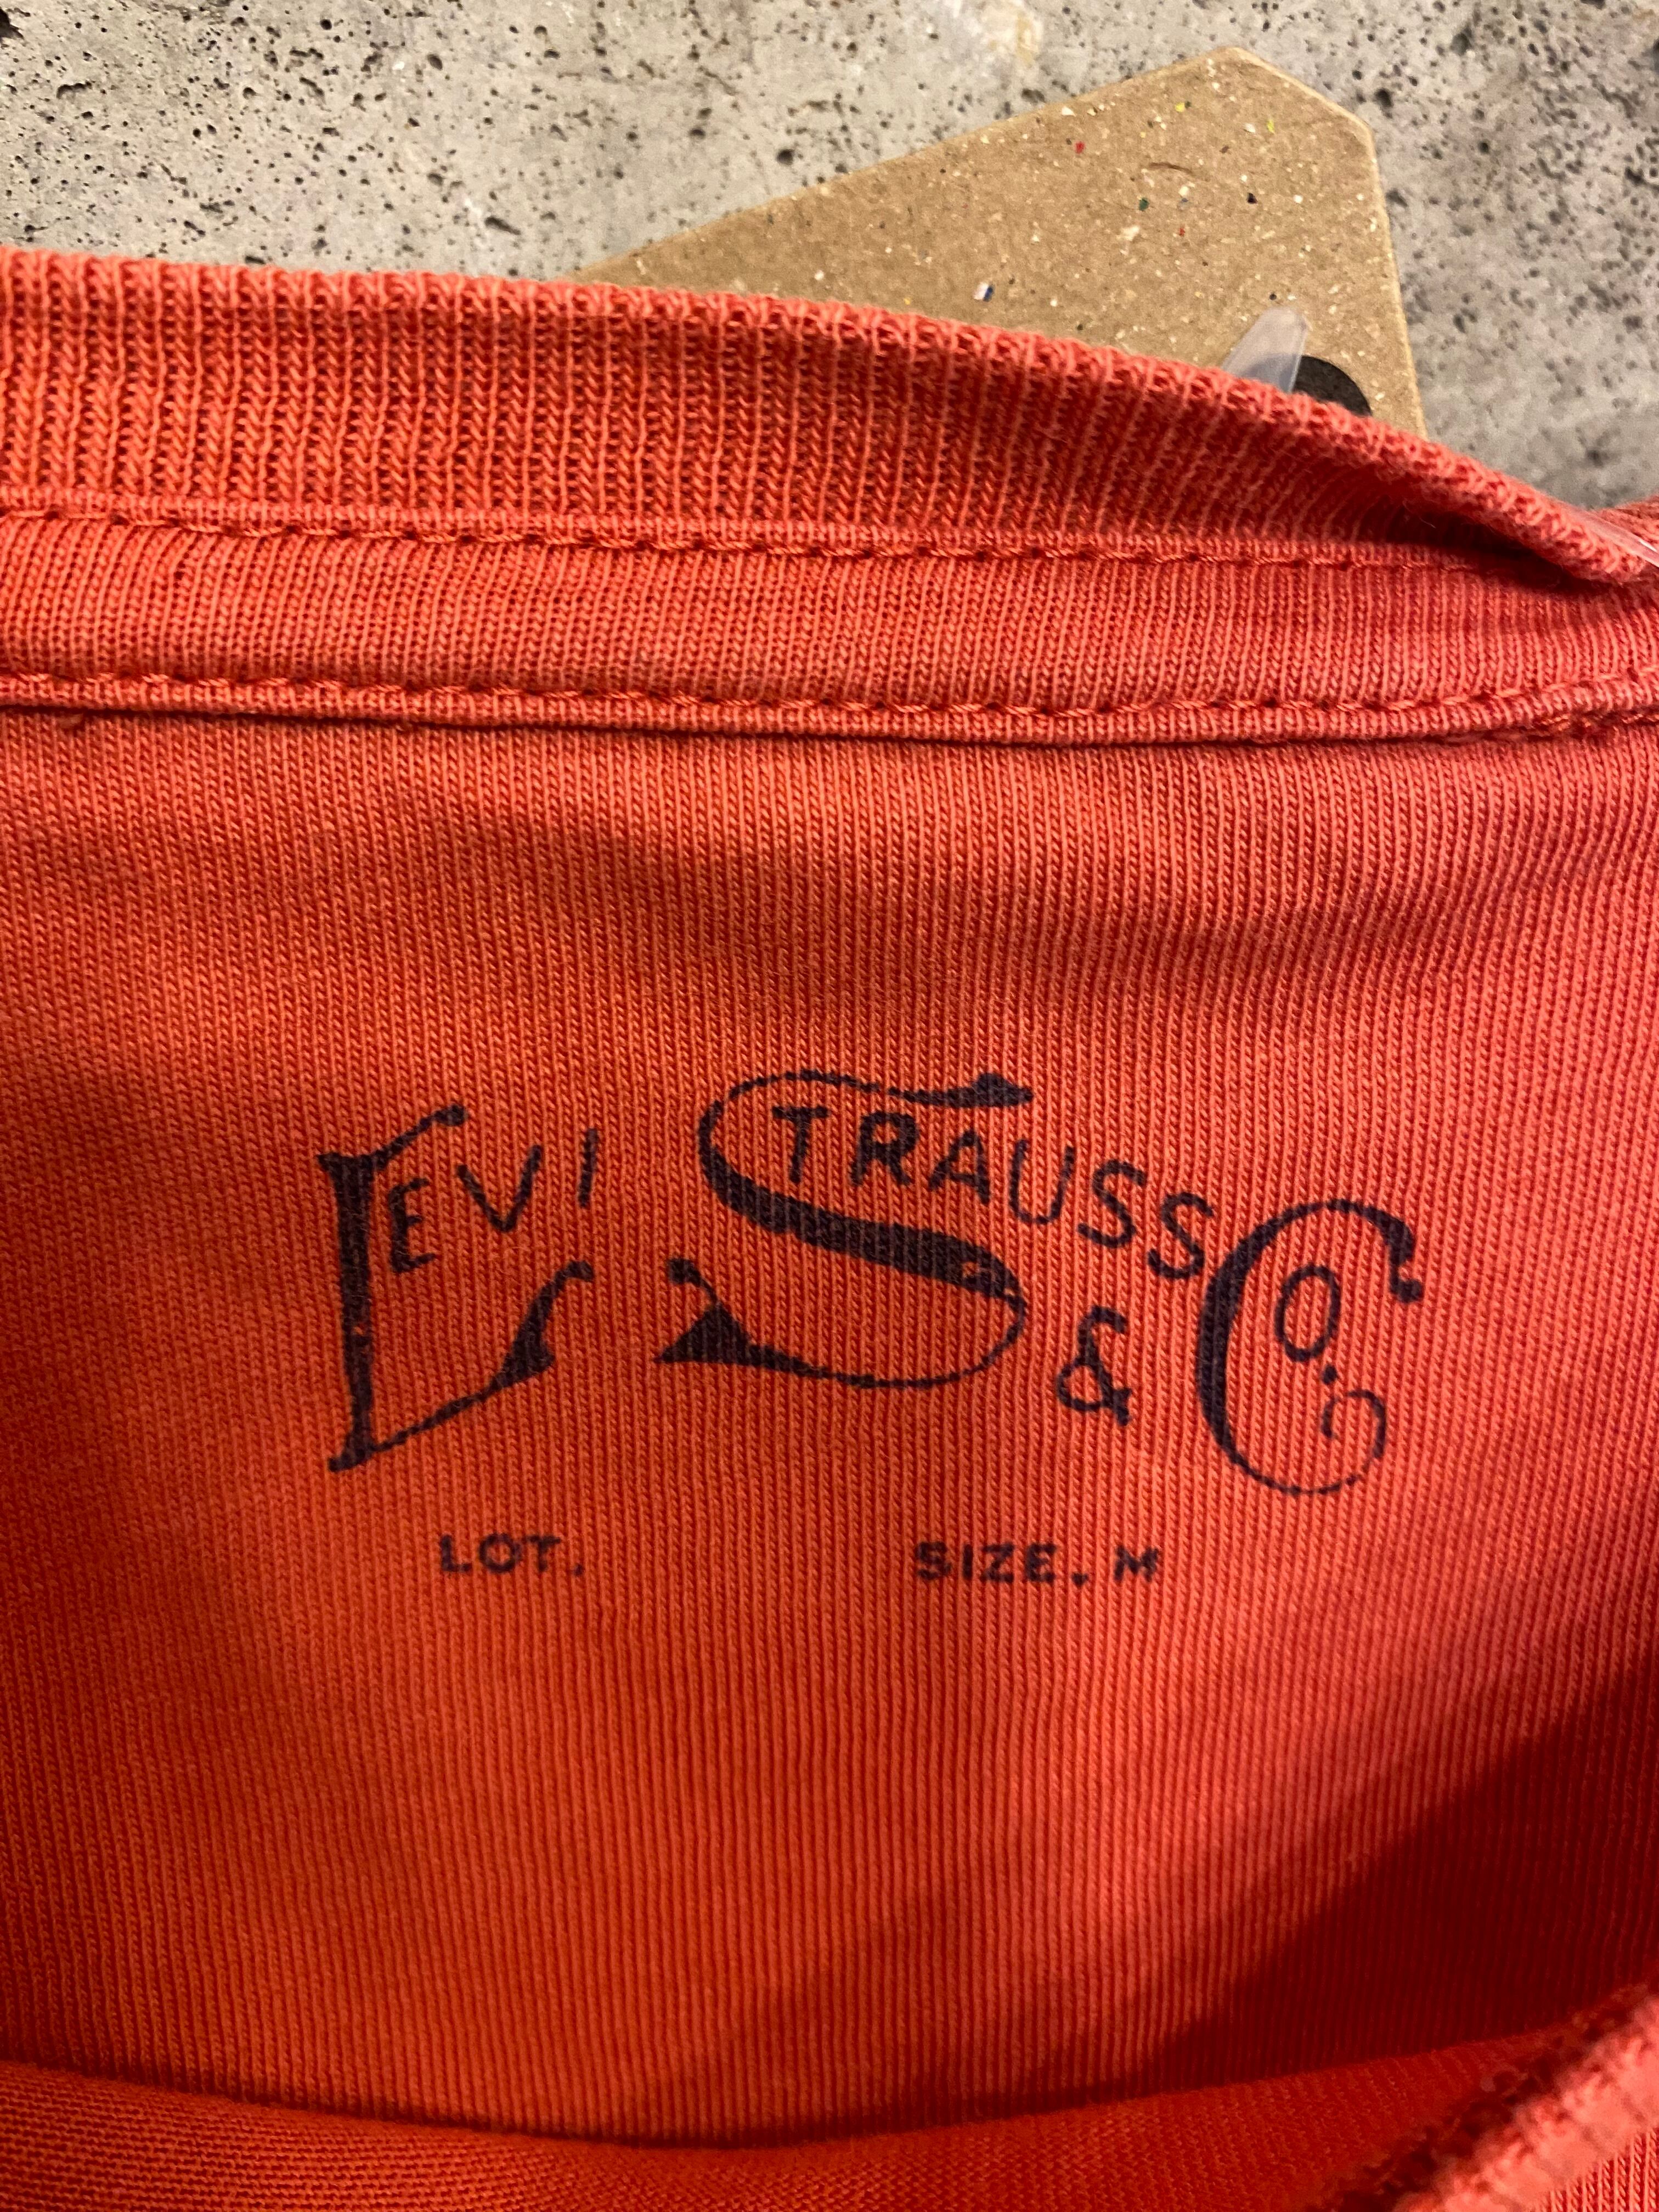 LEVI STRAUSS
& Co.
LOT. SIZE. M